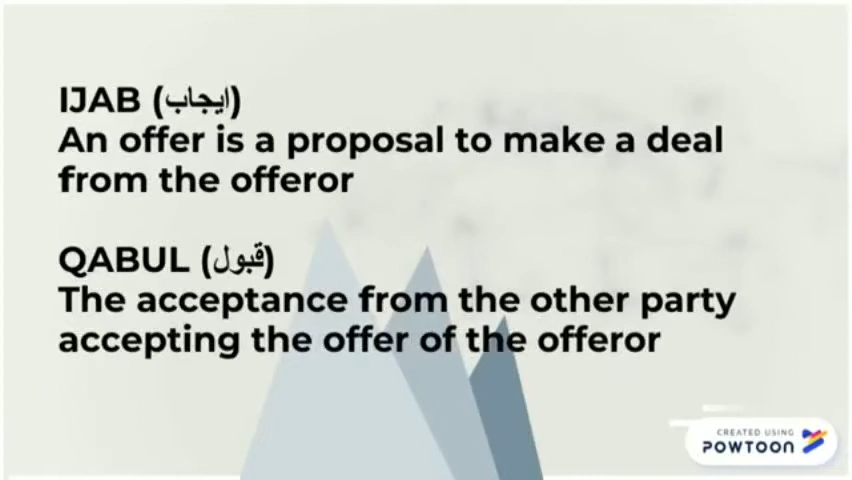 IJAB (ايجاب)
An offer is a proposal to make a deal
from the offeror
QABUL (قبول)
The acceptance from the other party
accepting the offer of the offeror
CREATED USING
POWTOON